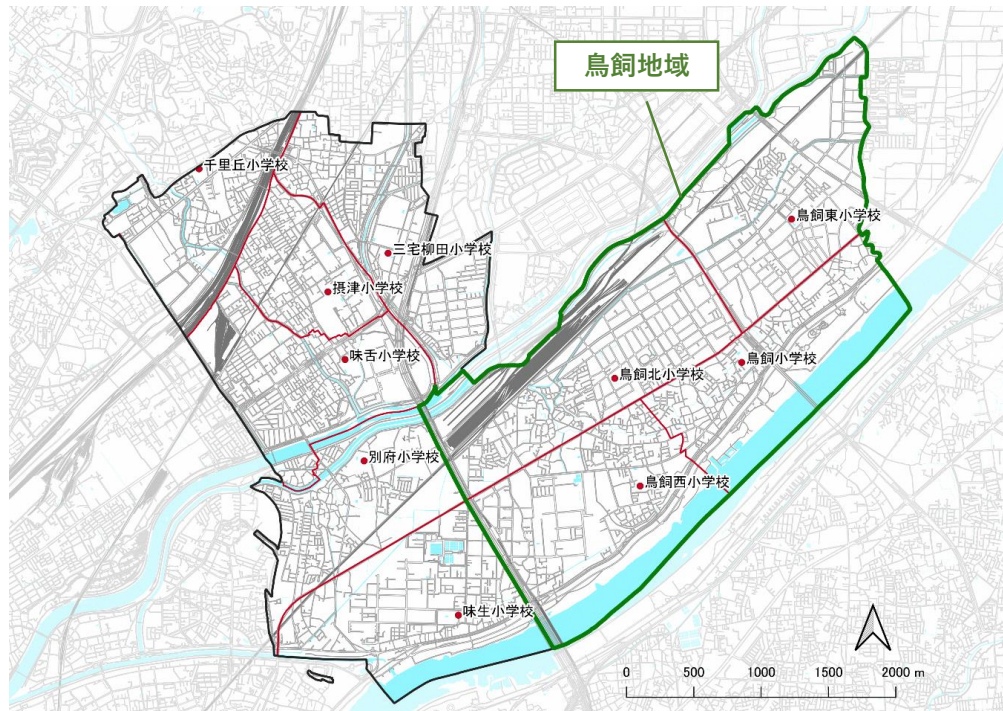 鳥飼地域
千里丘小学校
鳥飼東小学校
三宅柳田小学校
摂津小学校
味舌小学校
鳥飼小学校
鳥飼北小学校
別府小学校
鳥飼西小学校
味生小学校
0 500 1000 1500 2000 m